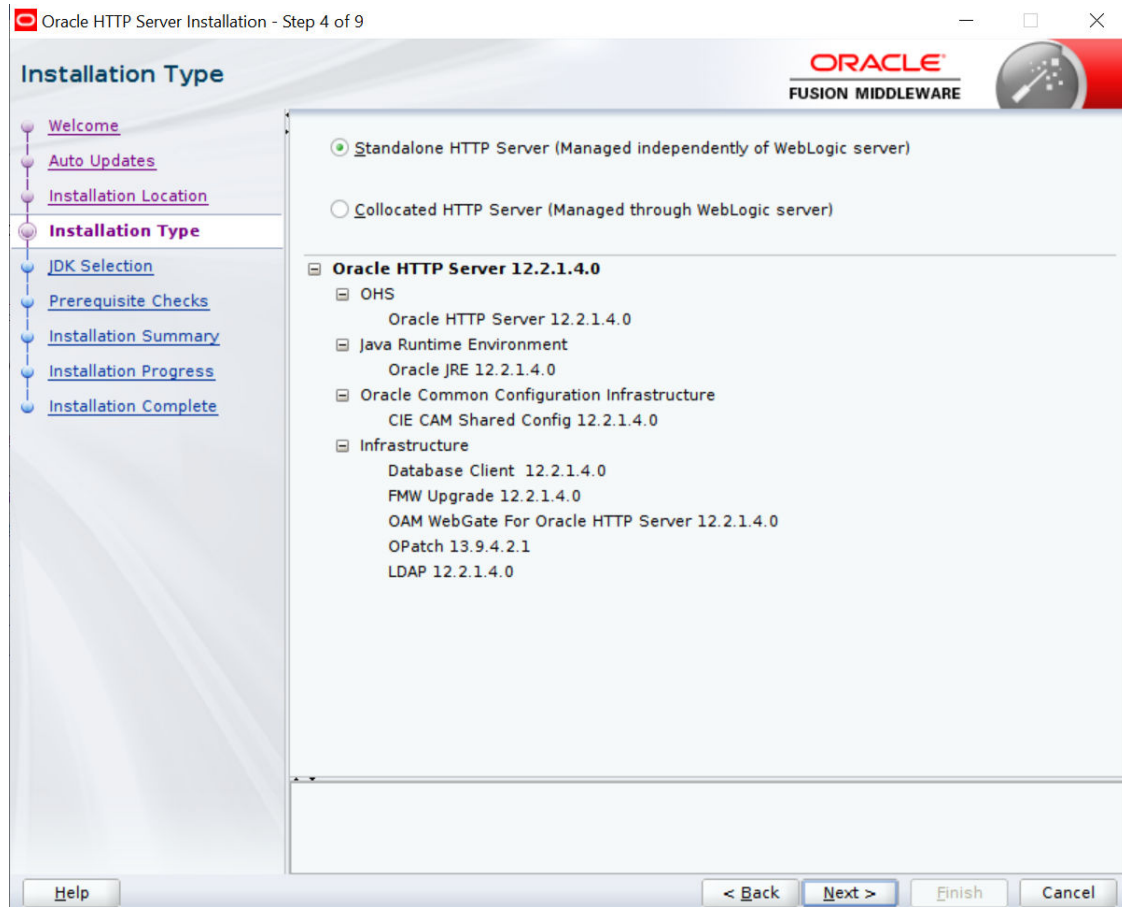 Oracle HTTP Server Installation - Step 4 of 9
Installation Type
ORACLE
FUSION MIDDLEWARE
Welcome
Auto Updates
Installation Location
Installation Type
JDK Selection
Prerequisite Checks
Installation Summary
Installation Progress
Installation Complete
Standalone HTTP Server (Managed independently of WebLogic server)
Collocated HTTP Server (Managed through WebLogic server)
Oracle HTTP Server 12.2.1.4.0
OHS
Oracle HTTP Server 12.2.1.4.0
Java Runtime Environment
Oracle JRE 12.2.1.4.0
Oracle Common Configuration Infrastructure
CIE CAM Shared Config 12.2.1.4.0
Infrastructure
Database Client  12.2.1.4.0
FMW Upgrade 12.2.1.4.0
OAM WebGate For Oracle HTTP Server 12.2.1.4.0
OPatch 13.9.4.2.1
LDAP 12.2.1.4.0
Help
< Back
Next >
Finish
Cancel